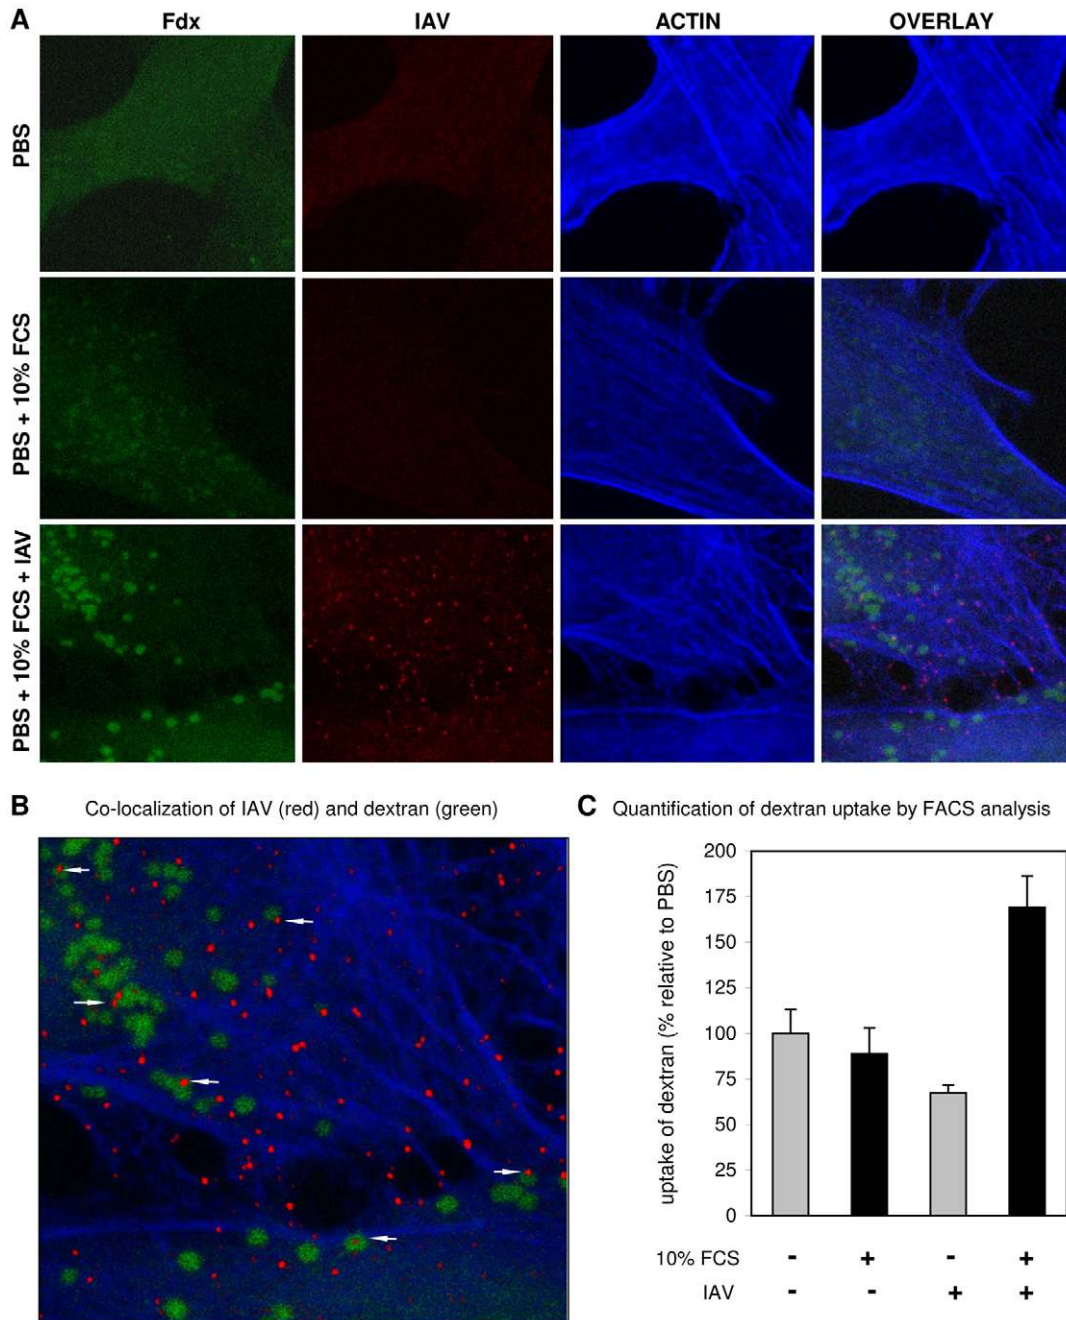 A
Fdx IAV ACTIN OVERLAY
PBS
PBS + 10% FCS
PBS + 10% FCS + IAV
B Co-localization of IAV (red) and dextran (green)
C Quantification of dextran uptake by FACS analysis
uptake of dextran (% relative to PBS)
200
175
150
125
100
75
50
25
0
10% FCS - + - +
IAV - - + +